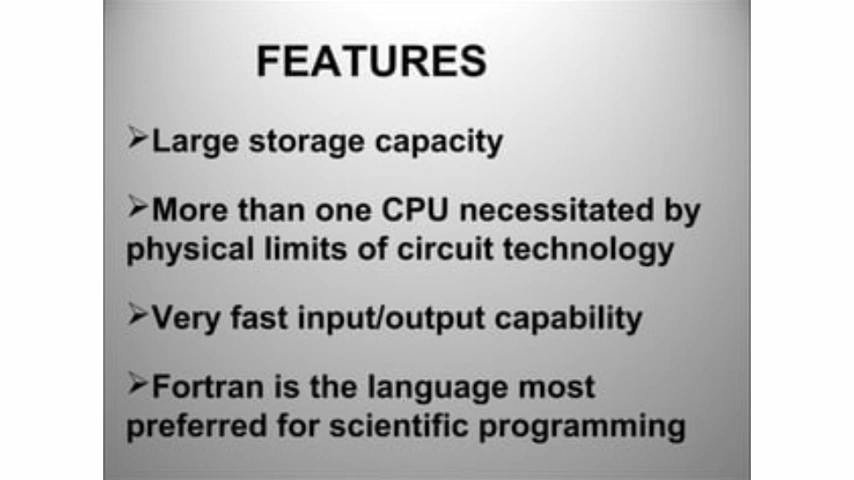 FEATURES
➢Large storage capacity
➢More than one CPU necessitated by
physical limits of circuit technology
➢Very fast input/output capability
➢Fortran is the language most
preferred for scientific programming